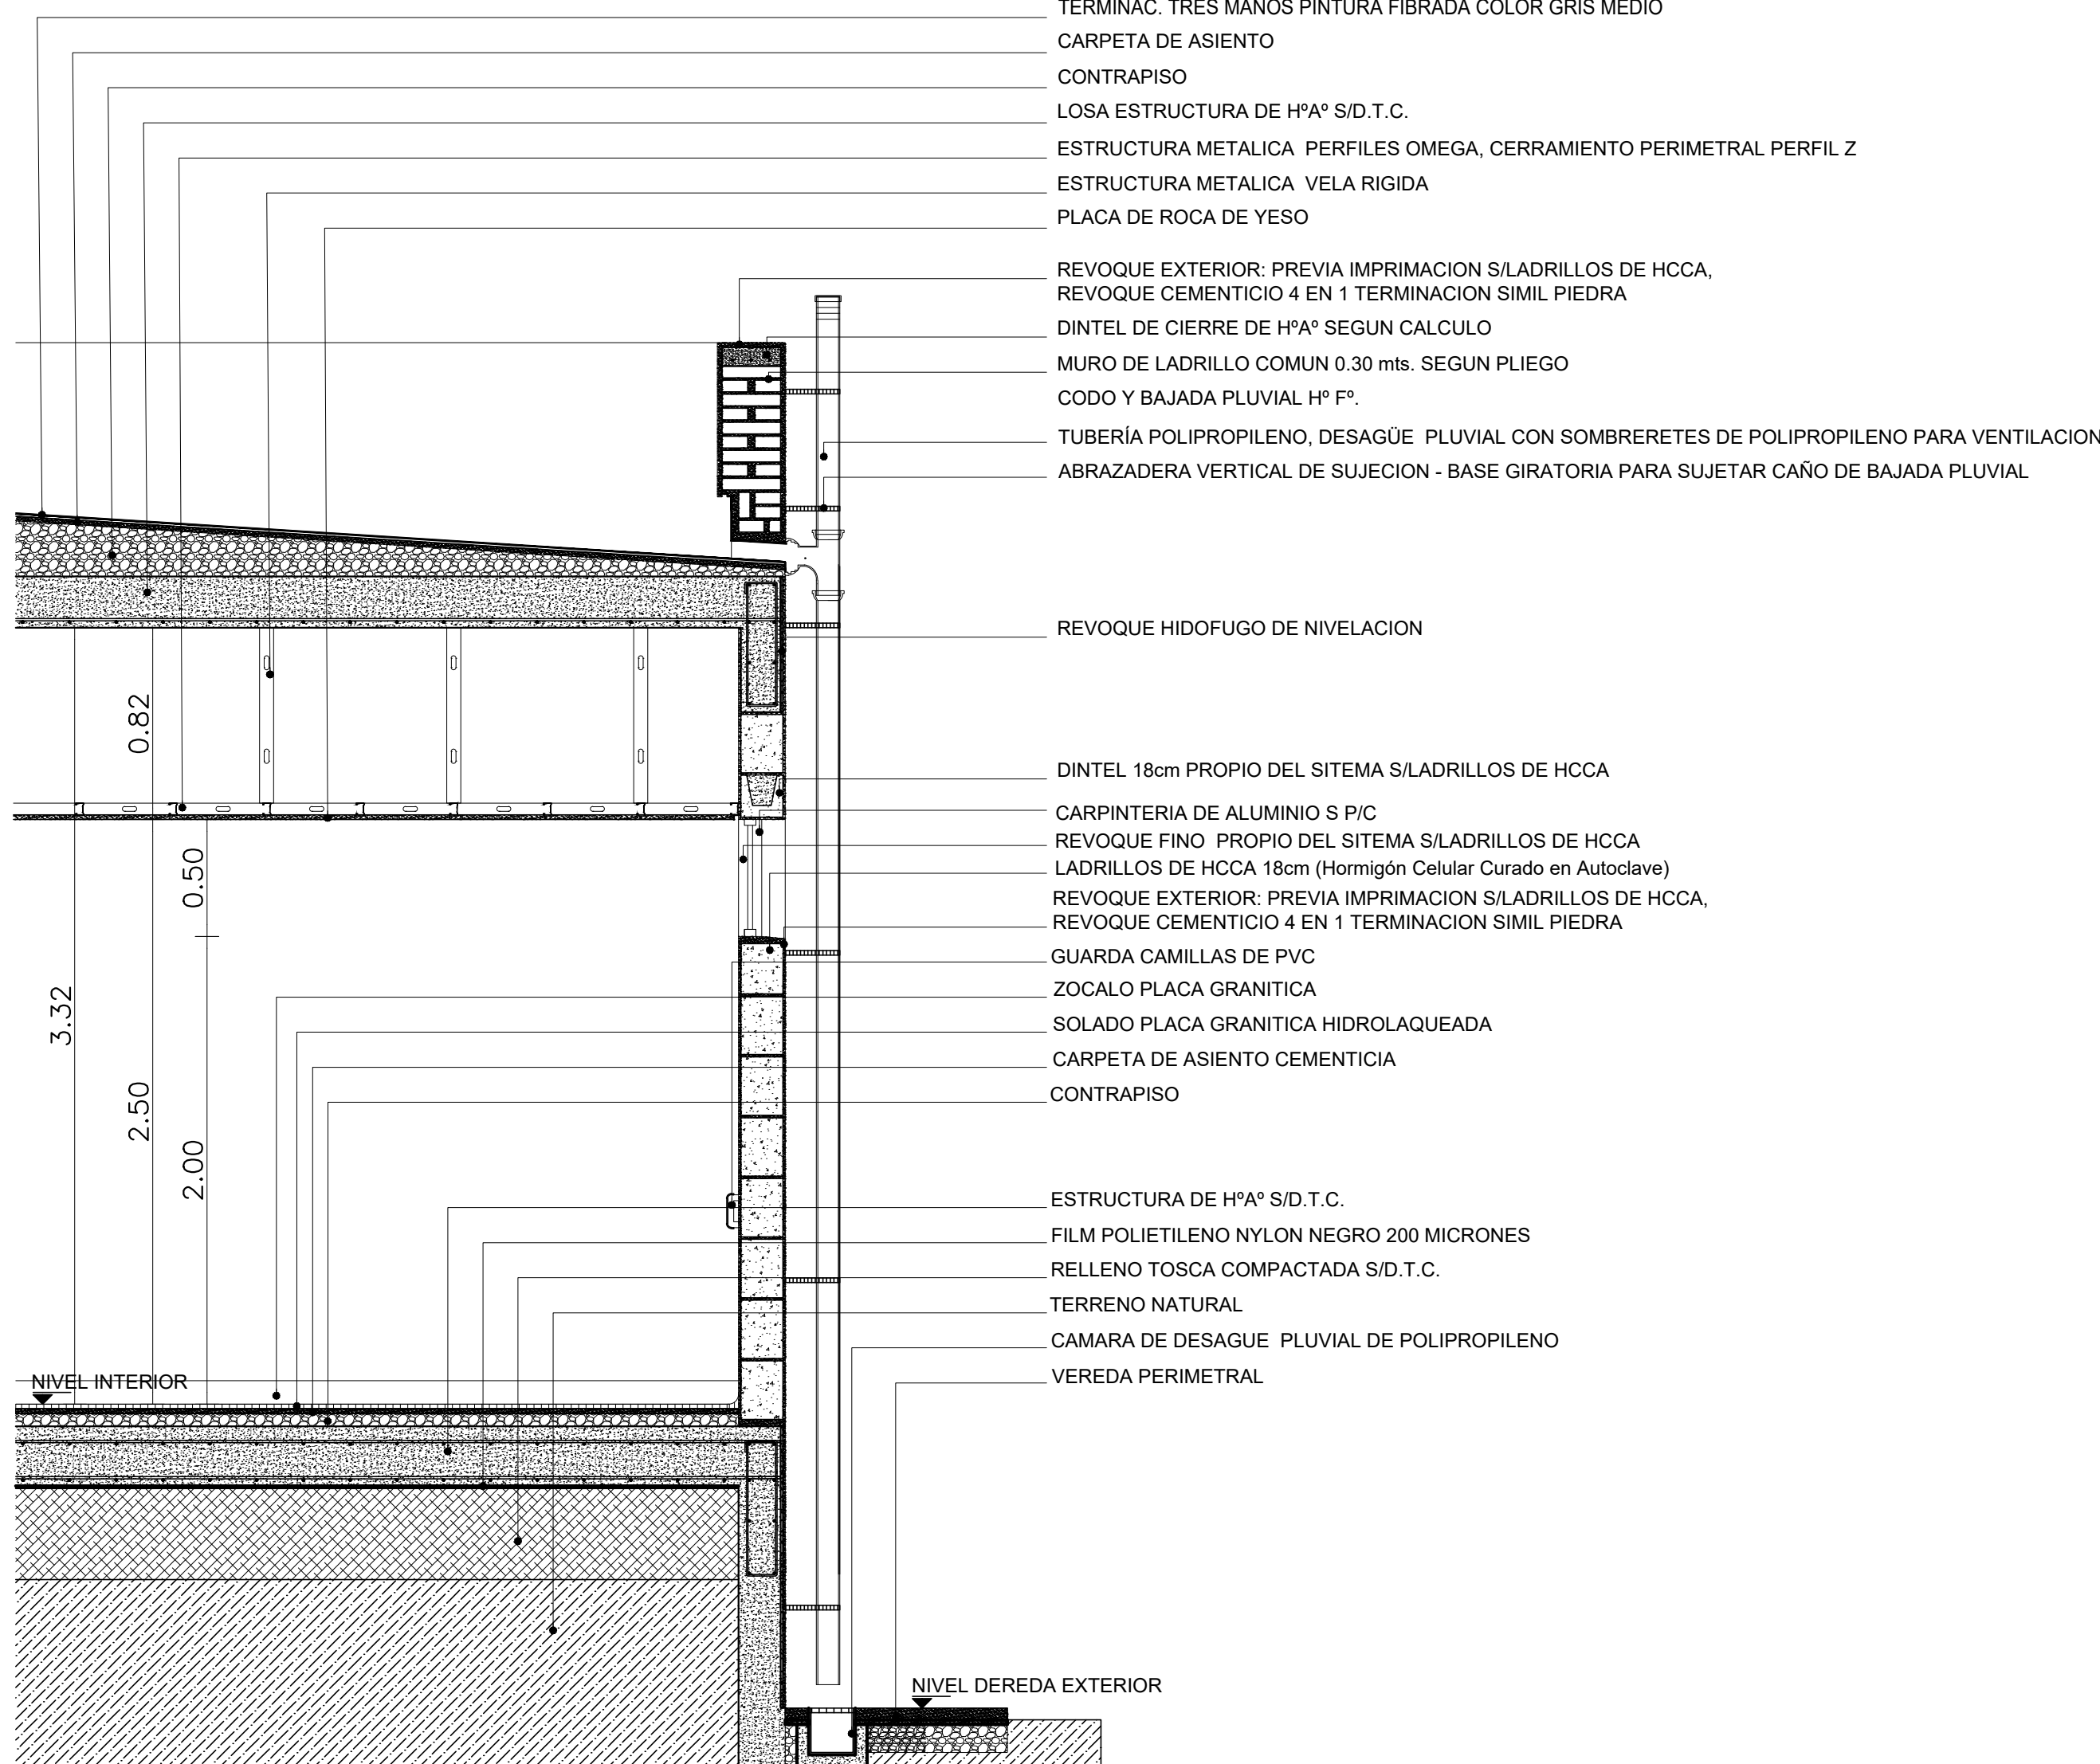 TERMINAC. TRES MANOS PINTURA FIBRADA COLOR GRIS MEDIO
CARPETA DE ASIENTO
CONTRAPISO
LOSA ESTRUCTURA DE HºAº S/D.T.C.
ESTRUCTURA METALICA  PERFILES OMEGA, CERRAMIENTO PERIMETRAL PERFIL Z
ESTRUCTURA METALICA  VELA RIGIDA
PLACA DE ROCA DE YESO
REVOQUE EXTERIOR: PREVIA IMPRIMACION S/LADRILLOS DE HCCA,
REVOQUE CEMENTICIO 4 EN 1 TERMINACION SIMIL PIEDRA
DINTEL DE CIERRE DE HºAº SEGUN CALCULO
MURO DE LADRILLO COMUN 0.30 mts. SEGUN PLIEGO
CODO Y BAJADA PLUVIAL Hº Fº.
TUBERÍA POLIPROPILENO, DESAGÜE  PLUVIAL CON SOMBRERETES DE POLIPROPILENO PARA VENTILACION
ABRAZADERA VERTICAL DE SUJECION - BASE GIRATORIA PARA SUJETAR CAÑO DE BAJADA PLUVIAL
REVOQUE HIDOFUGO DE NIVELACION
0.82
DINTEL 18cm PROPIO DEL SITEMA S/LADRILLOS DE HCCA
CARPINTERIA DE ALUMINIO S P/C
REVOQUE FINO  PROPIO DEL SITEMA S/LADRILLOS DE HCCA
LADRILLOS DE HCCA 18cm (Hormigón Celular Curado en Autoclave)
0.50
REVOQUE EXTERIOR: PREVIA IMPRIMACION S/LADRILLOS DE HCCA,
REVOQUE CEMENTICIO 4 EN 1 TERMINACION SIMIL PIEDRA
GUARDA CAMILLAS DE PVC
ZOCALO PLACA GRANITICA
3.32
SOLADO PLACA GRANITICA HIDROLAQUEADA
CARPETA DE ASIENTO CEMENTICIA
CONTRAPISO
2.50
2.00
ESTRUCTURA DE HºAº S/D.T.C.
FILM POLIETILENO NYLON NEGRO 200 MICRONES
RELLENO TOSCA COMPACTADA S/D.T.C.
TERRENO NATURAL
CAMARA DE DESAGUE  PLUVIAL DE POLIPROPILENO
VEREDA PERIMETRAL
NIVEL INTERIOR
NIVEL DEREDA EXTERIOR